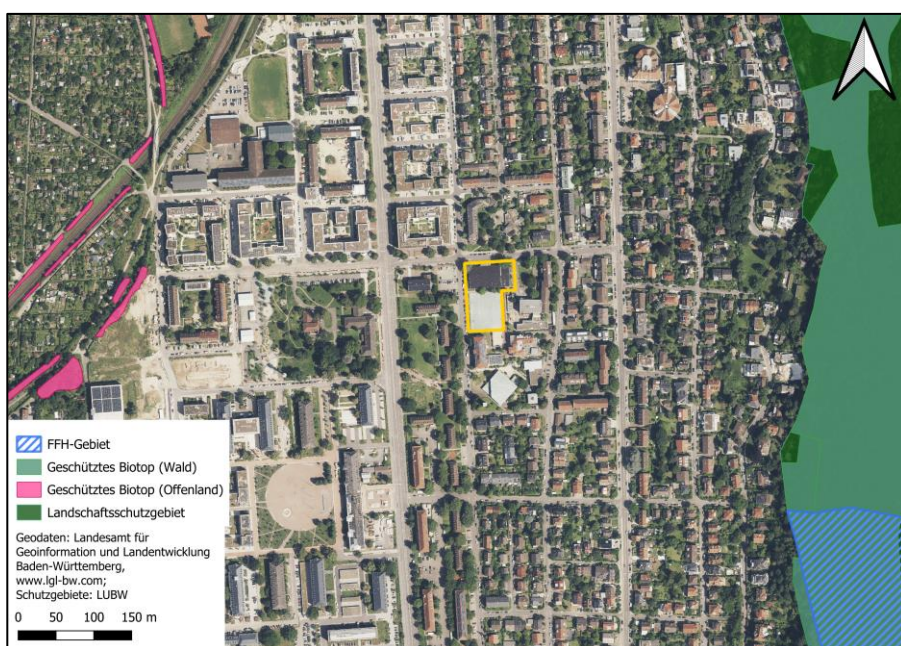 FFH-Gebiet
Geschütztes Biotop (Wald)
Geschütztes Biotop (Offenland)
Landschaftsschutzgebiet
Geodaten: Landesamt für
Geoinformation und Landentwicklung
Baden-Württemberg,
www.lgl-bw.com;
Schutzgebiete: LUBW
0 50 100 150 m